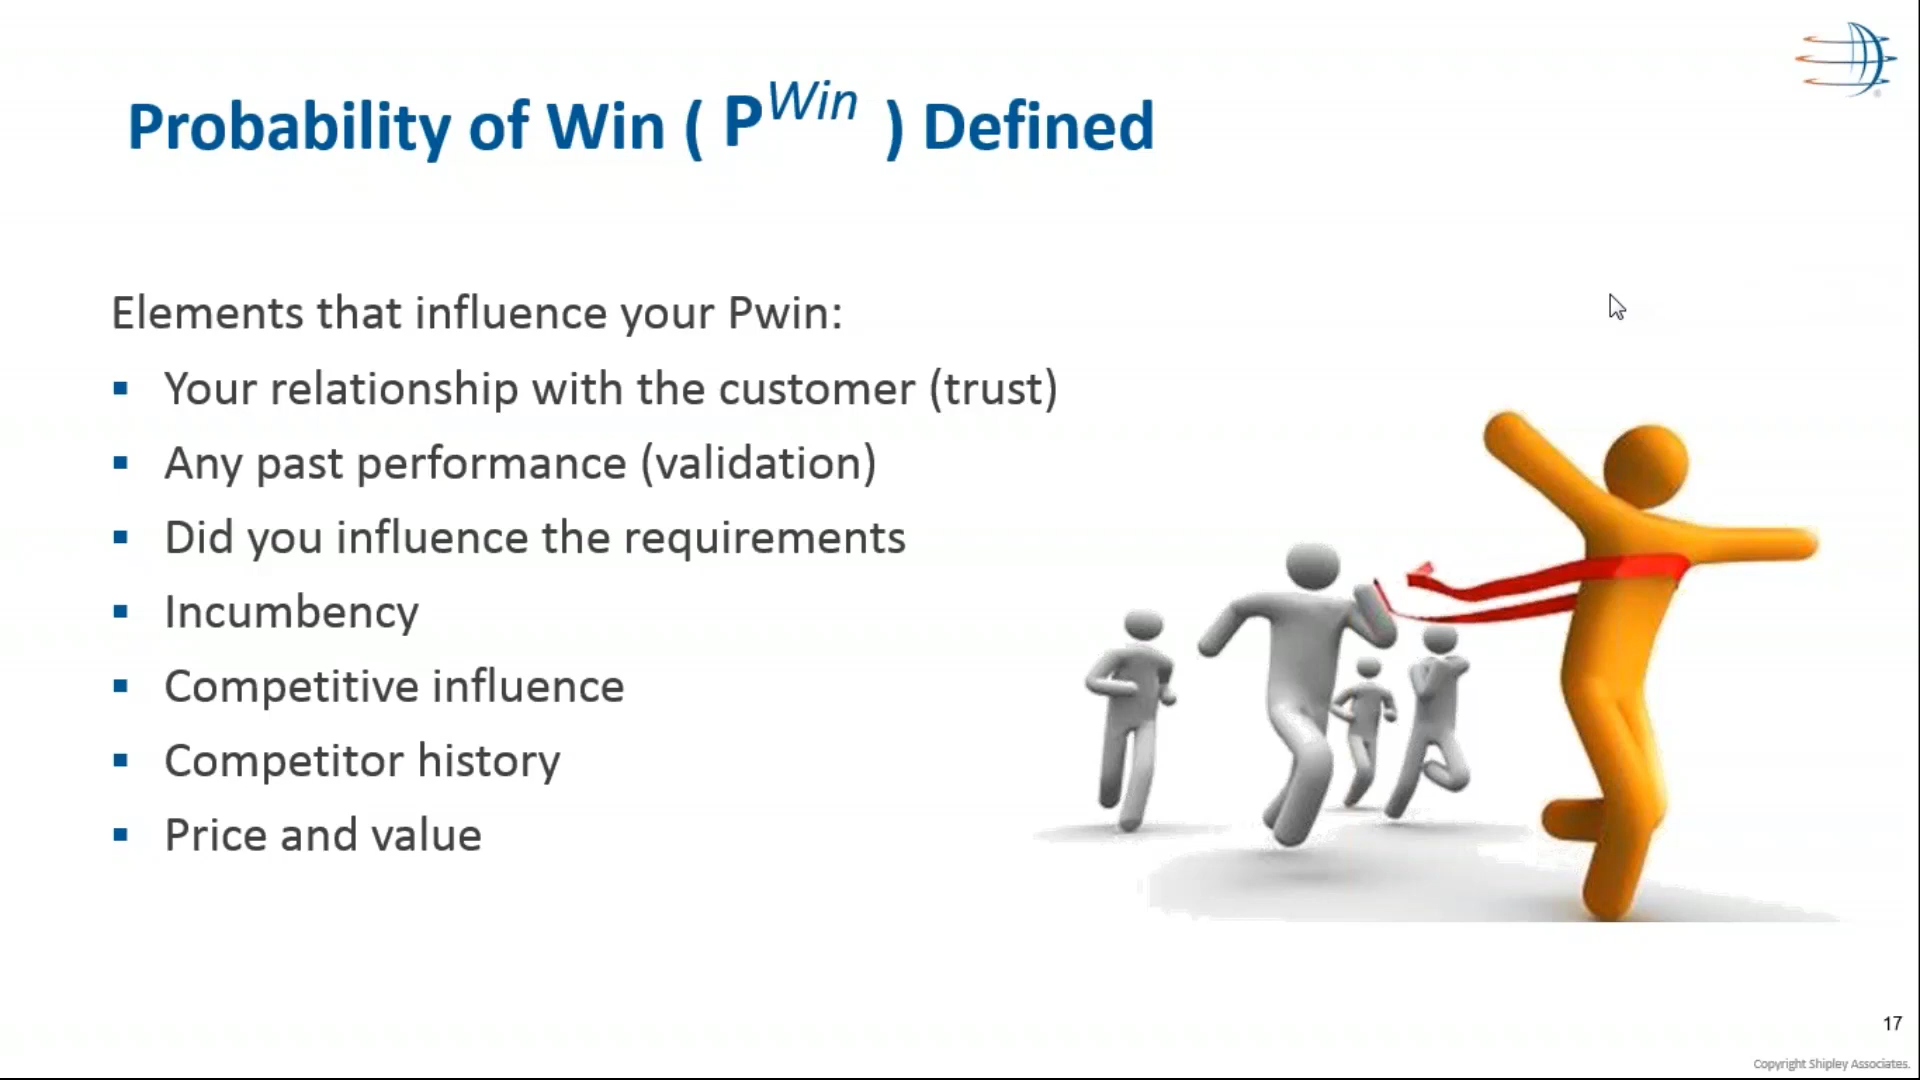 Probability of Win ( P^Win ) Defined
Elements that influence your Pwin:
▪ Your relationship with the customer (trust)
▪ Any past performance (validation)
▪ Did you influence the requirements
▪ Incumbency
▪ Competitive influence
▪ Competitor history
▪ Price and value
17
Copyright Shipley Associates.